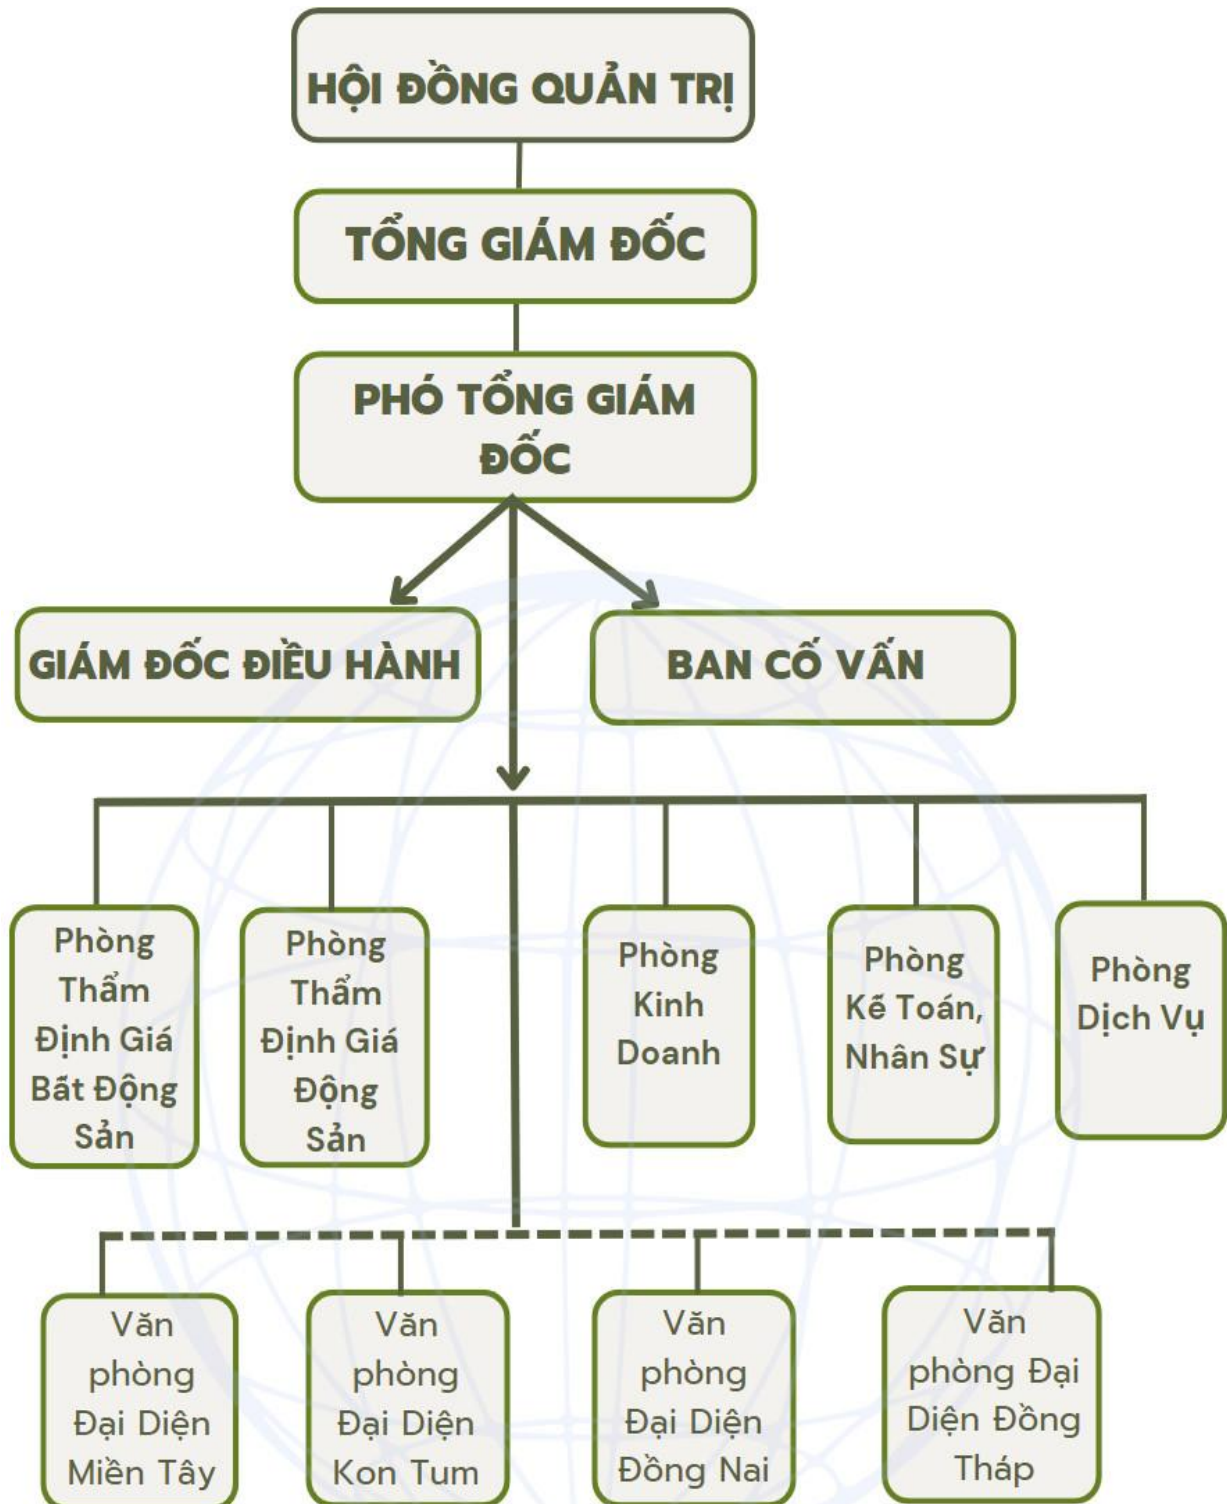 HỘI ĐỒNG QUẢN TRỊ
TỔNG GIÁM ĐỐC
PHÓ TỔNG GIÁM
ĐỐC
GIÁM ĐỐC ĐIỀU HÀNH
BAN CỐ VẤN
Phòng
Thẩm
Định Giá
Bất Động
Sản
Phòng
Thẩm
Định Giá
Động
Sản
Phòng
Kinh
Doanh
Phòng
Kế Toán,
Nhân Sự
Phòng
Dịch Vụ
Văn
phòng
Đại Diện
Miền Tây
Văn
phòng
Đại Diện
Kon Tum
Văn
phòng
Đại Diện
Đồng Nai
Văn
phòng Đại
Diện Đồng
Tháp